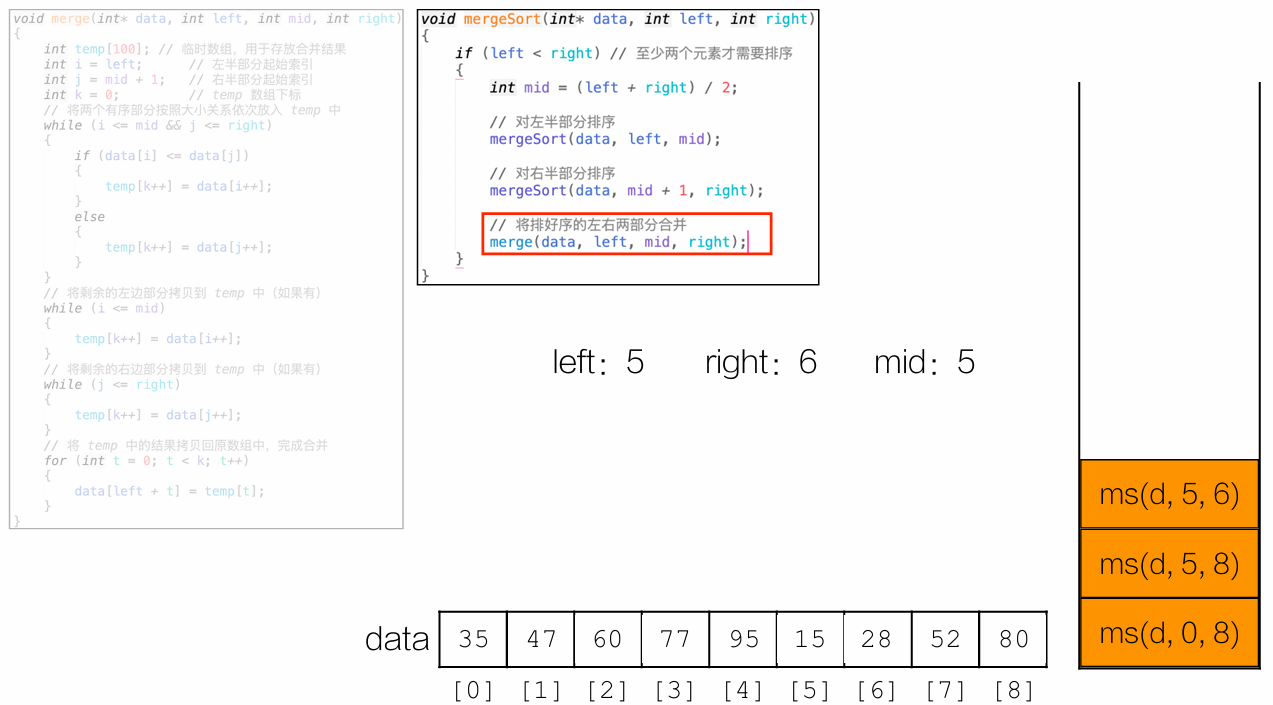 void merge(int* data, int left, int mid, int right)
{
    int temp[100]; // 临时数组，用于存放合并结果
    int i = left;      // 左半部分起始索引
    int j = mid + 1;   // 右半部分起始索引
    int k = 0;         // temp 数组下标
    // 将两个有序部分按照大小关系依次放入 temp 中
    while (i <= mid && j <= right)
    {
        if (data[i] <= data[j])
        {
            temp[k++] = data[i++];
        }
        else
        {
            temp[k++] = data[j++];
        }
    }
    // 将剩余的左边部分拷贝到 temp 中（如果有）
    while (i <= mid)
    {
        temp[k++] = data[i++];
    }
    // 将剩余的右边部分拷贝到 temp 中（如果有）
    while (j <= right)
    {
        temp[k++] = data[j++];
    }
    // 将 temp 中的结果拷贝回原数组中，完成合并
    for (int t = 0; t < k; t++)
    {
        data[left + t] = temp[t];
    }
}
void mergeSort(int* data, int left, int right)
{
    if (left < right) // 至少两个元素才需要排序
    {
        int mid = (left + right) / 2;
        // 对左半部分排序
        mergeSort(data, left, mid);
        // 对右半部分排序
        mergeSort(data, mid + 1, right);
        // 将排好序的左右两部分合并
        merge(data, left, mid, right);
    }
}
left: 5 right: 6 mid: 5
ms(d, 5, 6)
ms(d, 5, 8)
ms(d, 0, 8)
data 35 47 60 77 95 15 28 52 80
[0] [1] [2] [3] [4] [5] [6] [7] [8]